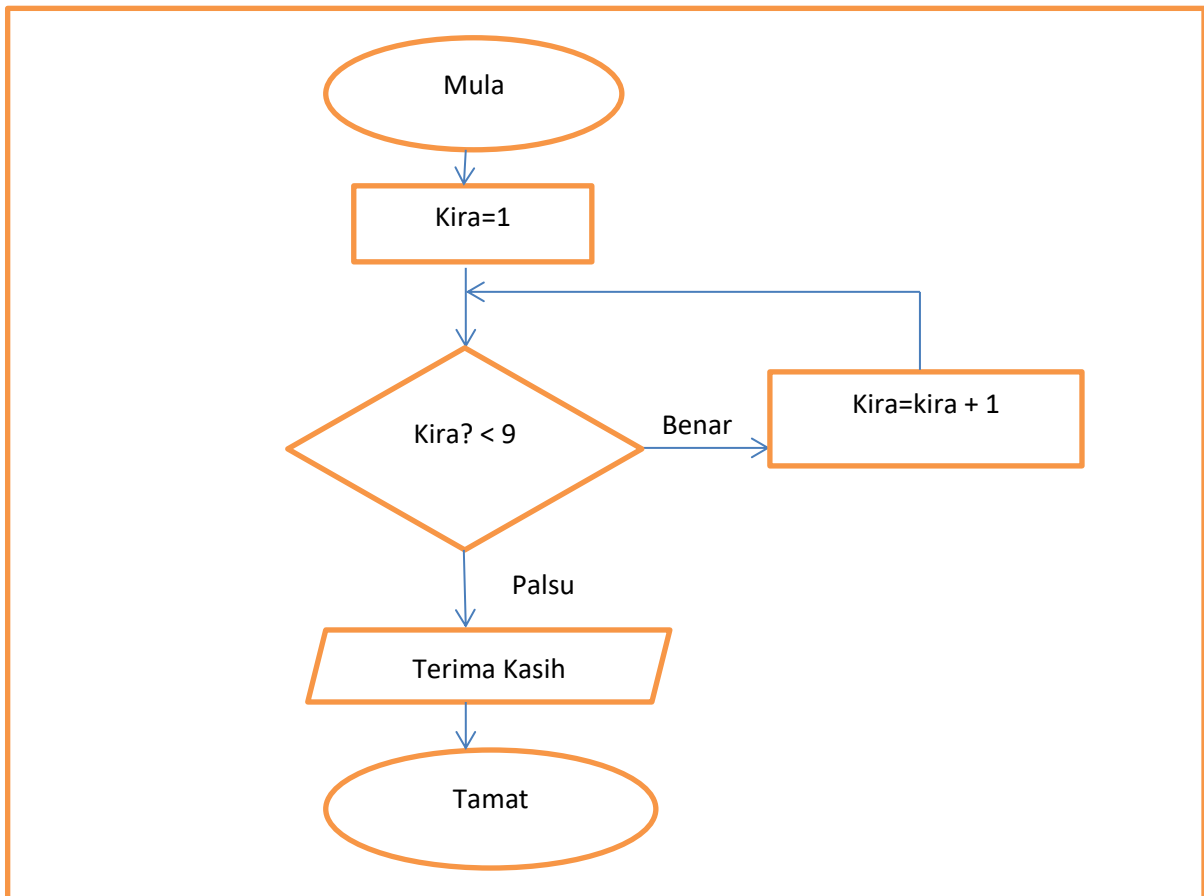 Mula
Kira=1
Kira? < 9
Benar
Kira=kira + 1
Palsu
Terima Kasih
Tamat